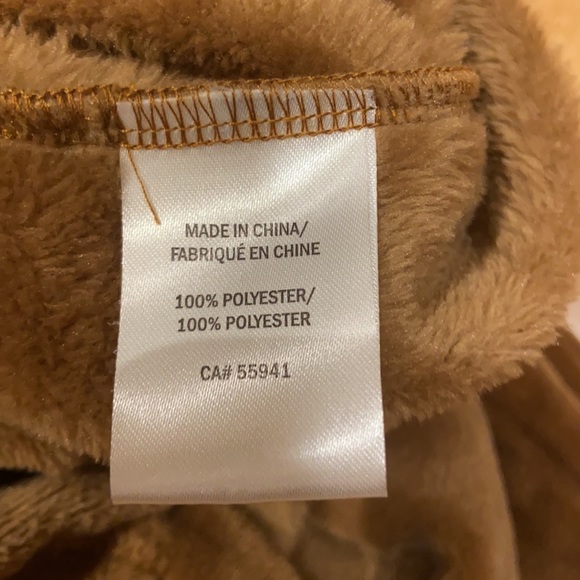 MADE IN CHINA/
FABRIQUÉ EN CHINE
100% POLYESTER/
100% POLYESTER
CA# 55941